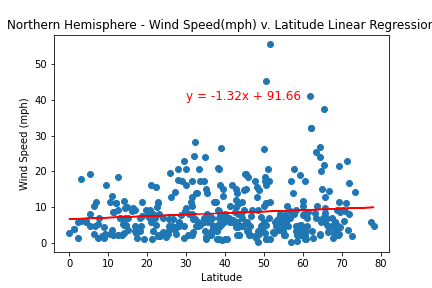 Northern Hemisphere - Wind Speed(mph) v. Latitude Linear Regression
y = -1.32x + 91.66
Wind Speed (mph)
50
40
30
20
10
0
0 10 20 30 40 50 60 70 80
Latitude